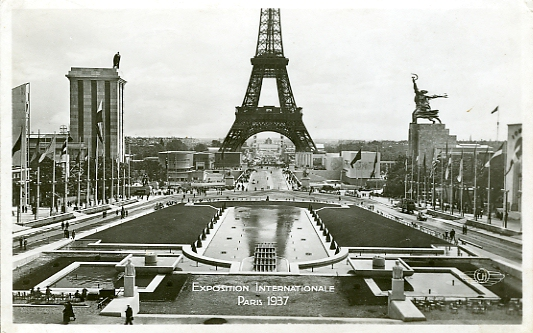 EXPOSITION INTERNATIONALE
PARIS 1937